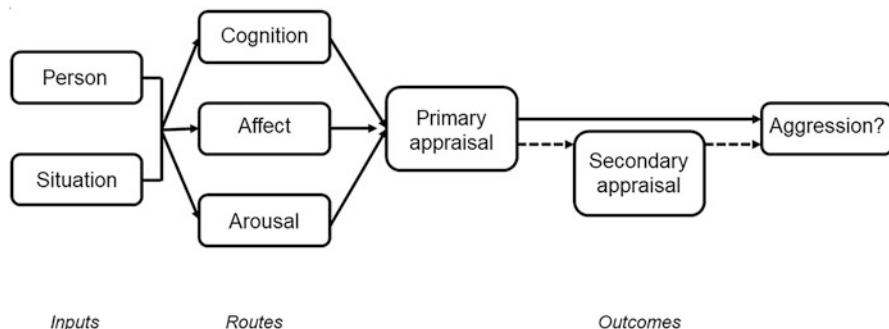 Cognition
Person
Affect
Primary
appraisal
Aggression?
Situation
Secondary
appraisal
Arousal
Inputs
Routes
Outcomes